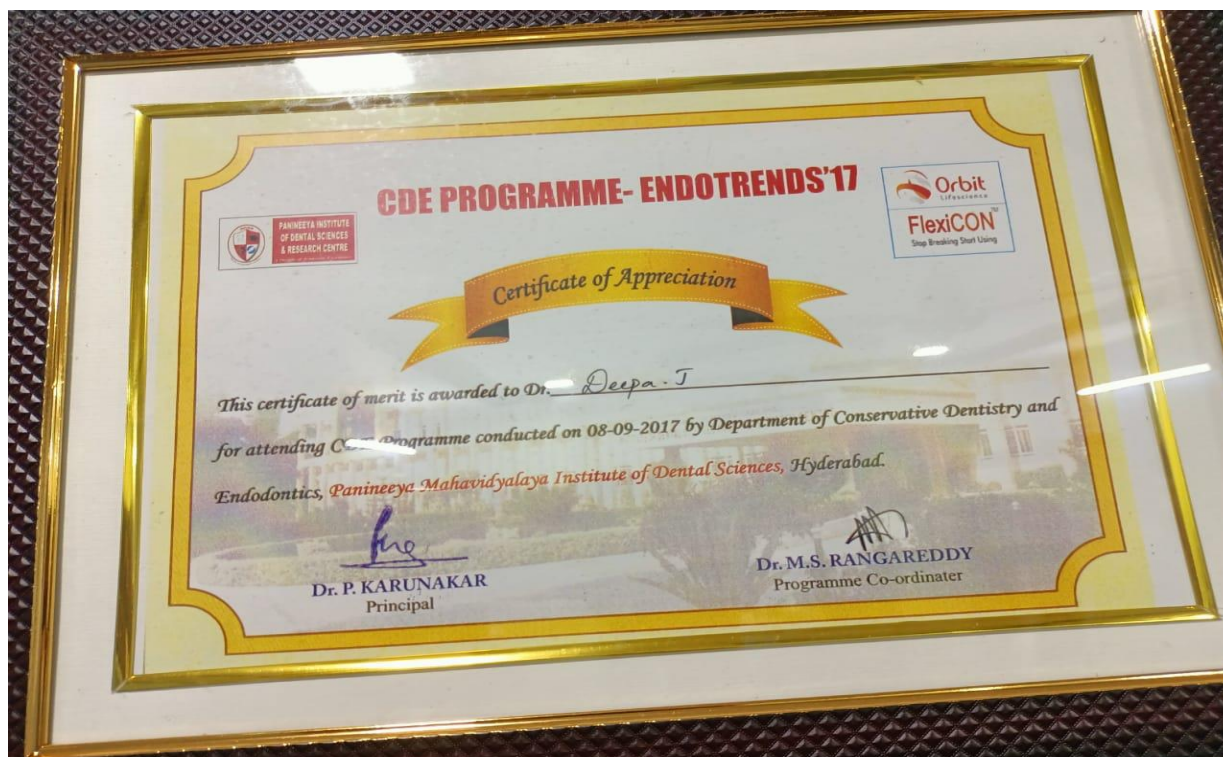 CDE PROGRAMME- ENDOTRENDS'17
PANINEEYA INSTITUTE
OF DENTAL SCIENCES
& RESEARCH CENTRE
Orbit
Lifescience
FlexiCON™
Stop Breaking Start Using
Certificate of Appreciation
This certificate of merit is awarded to Dr. Deepa. J
for attending Programme conducted on 08-09-2017 by Department of Conservative Dentistry and
Endodontics, Panineeya Mahavidyalaya Institute of Dental Sciences, Hyderabad.
Dr. P. KARUNAKAR
Principal
Dr. M.S. RANGAREDDY
Programme Co-ordinater